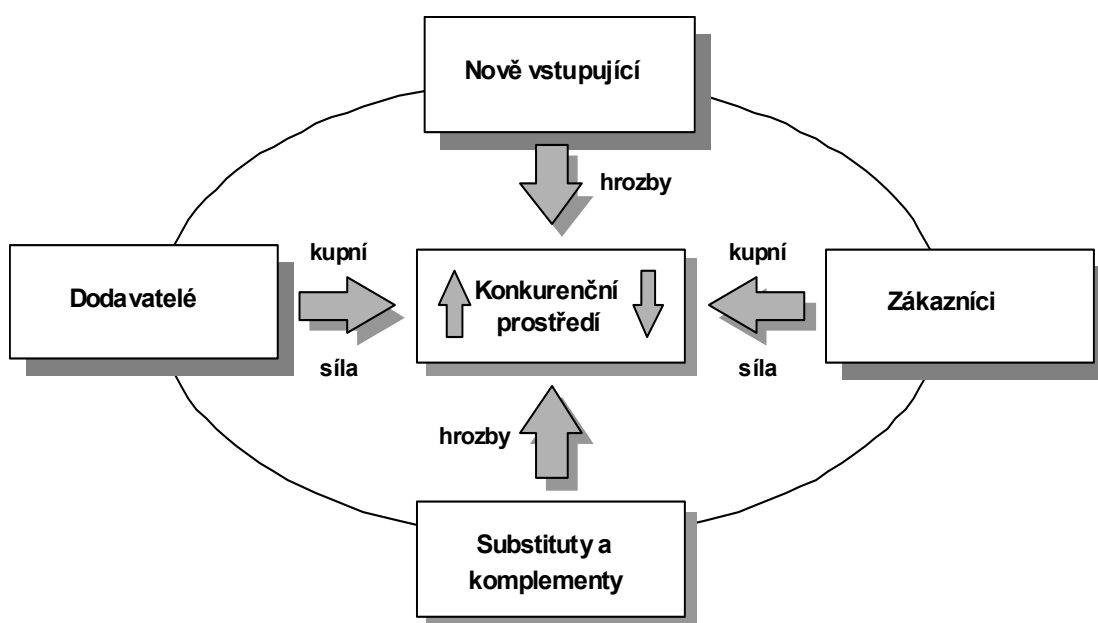 Nově vstupující
hrozby
kupní
kupní
Dodavatelé
Konkurenční
prostředí
Zákazníci
síla
síla
hrozby
Substituty a
komplementy